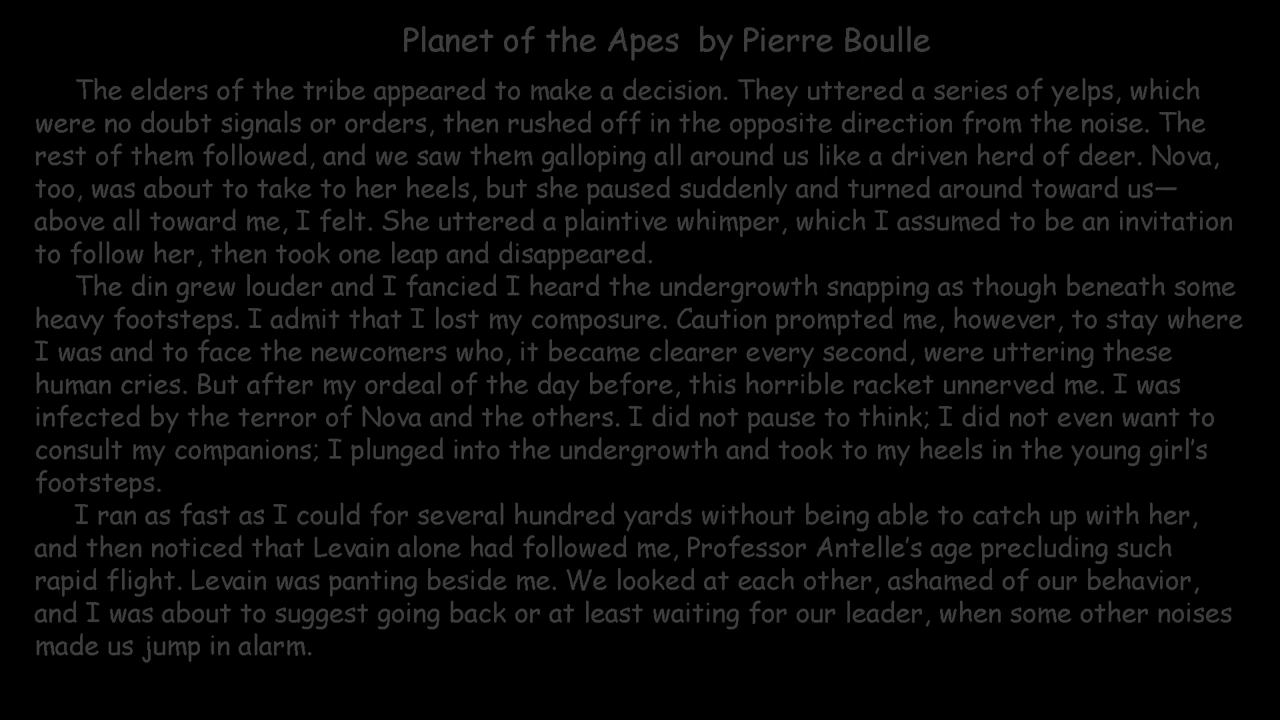 Planet of the Apes  by Pierre Boulle
The elders of the tribe appeared to make a decision. They uttered a series of yelps, which
were no doubt signals or orders, then rushed off in the opposite direction from the noise. The
rest of them followed, and we saw them galloping all around us like a driven herd of deer. Nova,
too, was about to take to her heels, but she paused suddenly and turned around toward us—
above all toward me, I felt. She uttered a plaintive whimper, which I assumed to be an invitation
to follow her, then took one leap and disappeared.
The din grew louder and I fancied I heard the undergrowth snapping as though beneath some
heavy footsteps. I admit that I lost my composure. Caution prompted me, however, to stay where
I was and to face the newcomers who, it became clearer every second, were uttering these
human cries. But after my ordeal of the day before, this horrible racket unnerved me. I was
infected by the terror of Nova and the others. I did not pause to think; I did not even want to
consult my companions; I plunged into the undergrowth and took to my heels in the young girl’s
footsteps.
I ran as fast as I could for several hundred yards without being able to catch up with her,
and then noticed that Levain alone had followed me, Professor Antelle’s age precluding such
rapid flight. Levain was panting beside me. We looked at each other, ashamed of our behavior,
and I was about to suggest going back or at least waiting for our leader, when some other noises
made us jump in alarm.